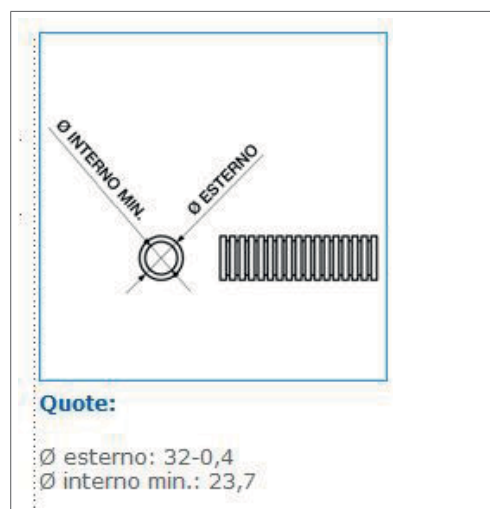 Ø INTERNO MIN.
Ø ESTERNO
Quote:
Ø esterno: 32-0,4
Ø interno min.: 23,7